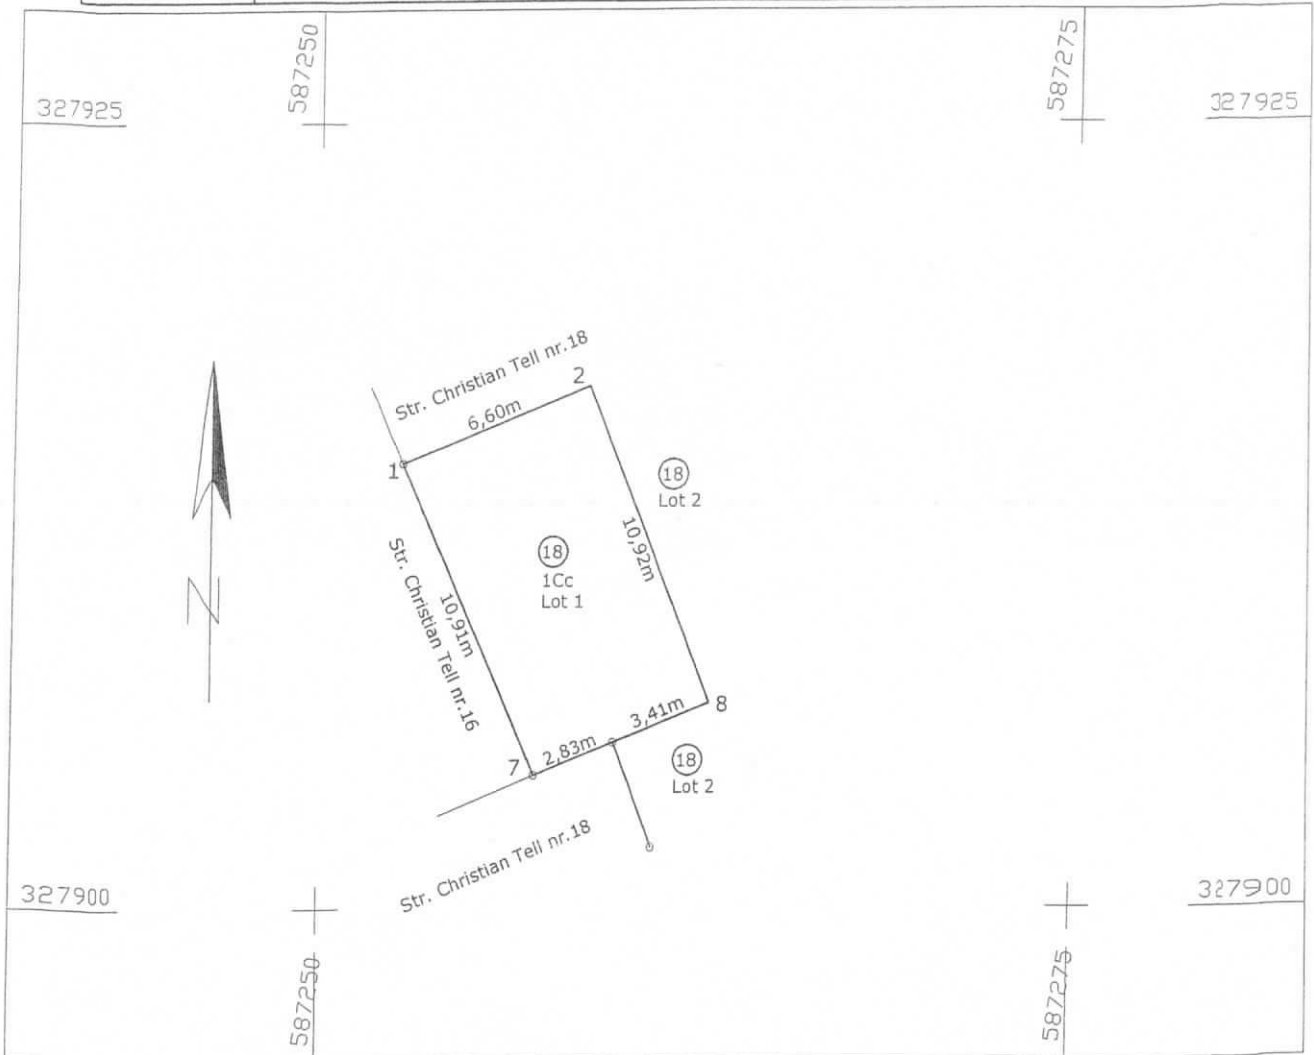 587250
587275
327925
327925
Str. Christian Tell nr.18
2
6,60m
1
18
Lot 2
10,92m
18
1Cc
Lot 1
Str. Christian Tell nr.16
10,91m
N
8
3,41m
2,83m
7
18
Lot 2
Str. Christian Tell nr.18
327900
327900
587250
587275